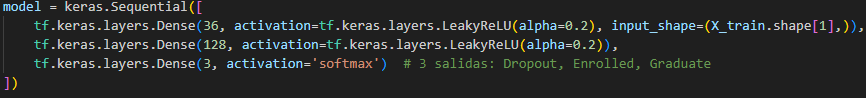 model = keras.Sequential([
    tf.keras.layers.Dense(36, activation=tf.keras.layers.LeakyReLU(alpha=0.2), input_shape=(X_train.shape[1],)),
    tf.keras.layers.Dense(128, activation=tf.keras.layers.LeakyReLU(alpha=0.2)),
    tf.keras.layers.Dense(3, activation='softmax')  # 3 salidas: Dropout, Enrolled, Graduate
])